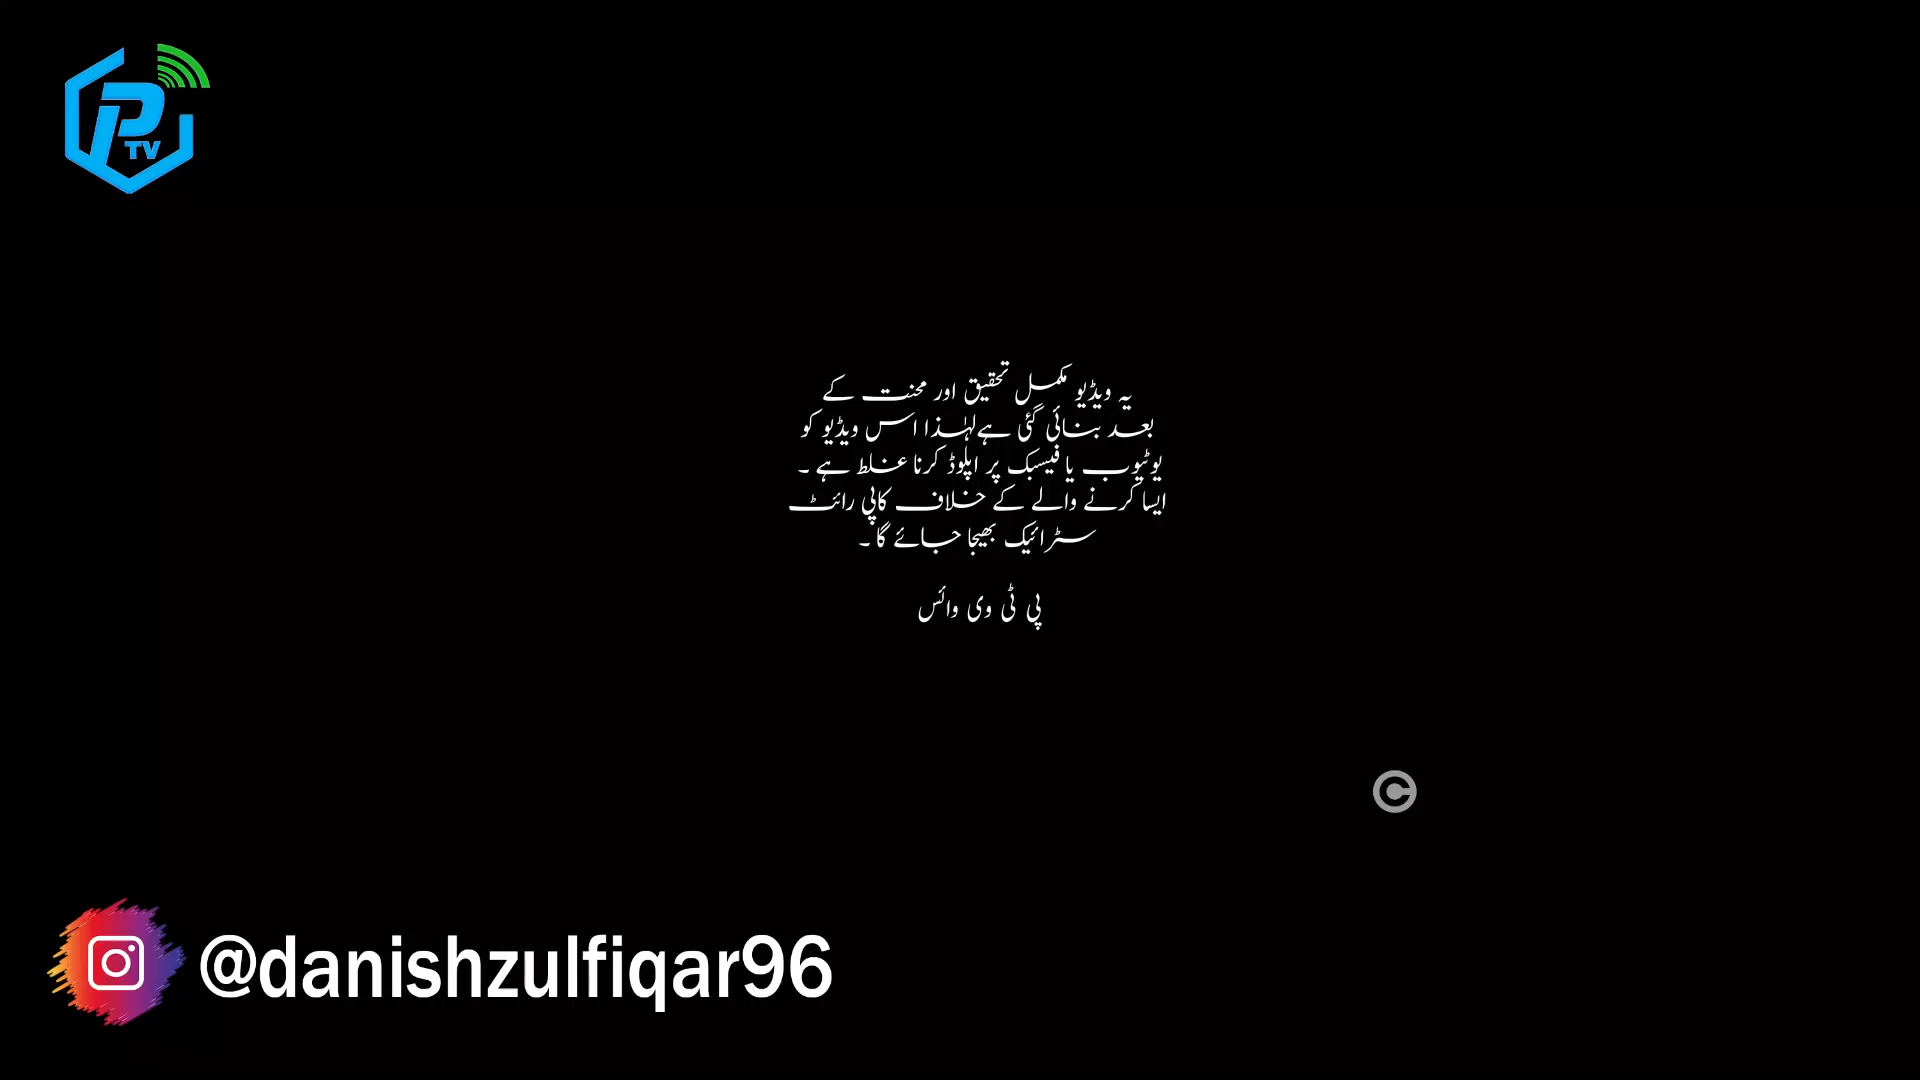 P
TV
یہ ویڈیو مکمل تحقیق اور محنت کے
بعد بنائی گئی ہےلہٰذا اس ویڈیو کو
یوٹیوب یا فیسبک پر اپلوڈ کرنا غلط ہے ۔
ایسا کرنے والے کے خلاف کاپی رائٹ
سٹرائیک بھیجا جائے گا ۔
پی ٹی وی وائس
©
@danishzulfiqar96